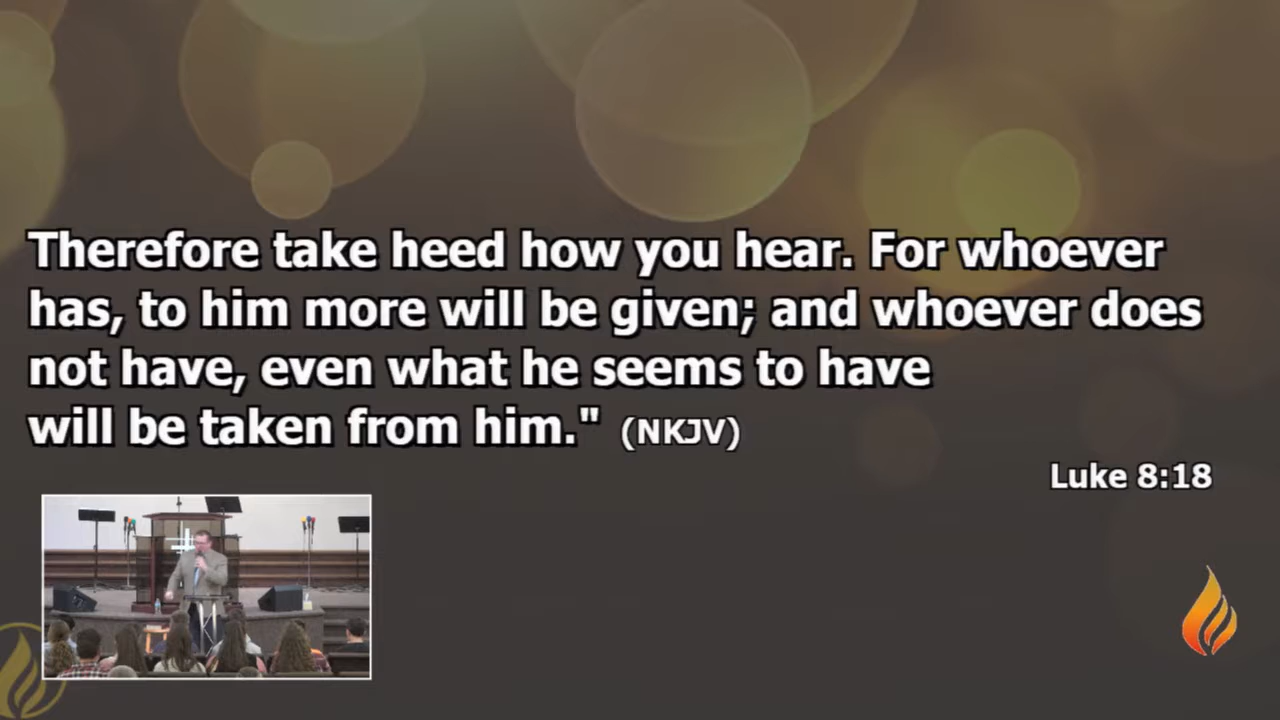 Therefore take heed how you hear. For whoever
has, to him more will be given; and whoever does
not have, even what he seems to have
will be taken from him." (NKJV)
Luke 8:18